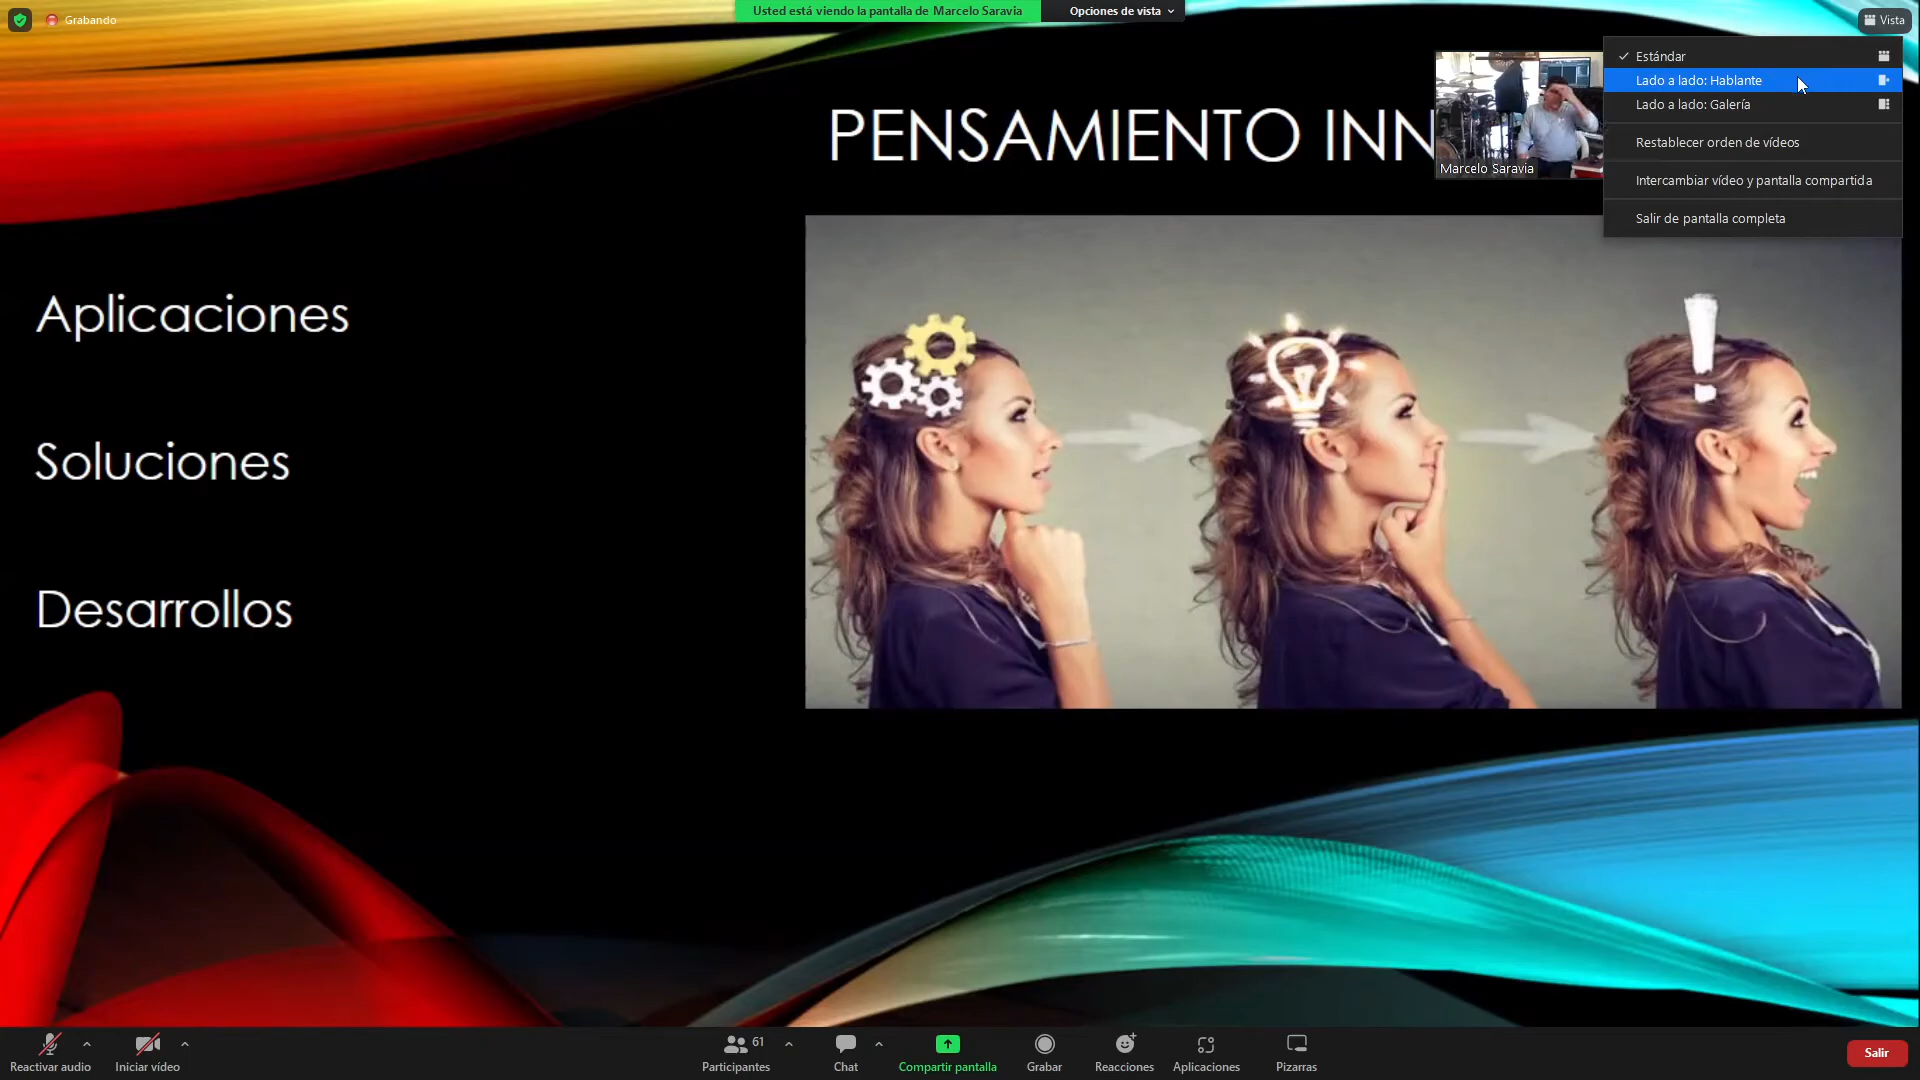 Grabando
Usted está viendo la pantalla de Marcelo Saravia
Opciones de vista
Vista
Estándar
Lado a lado: Hablante
Lado a lado: Galería
Restablecer orden de vídeos
Intercambiar vídeo y pantalla compartida
Salir de pantalla completa
Marcelo Saravia
PENSAMIENTO INN
Aplicaciones
Soluciones
Desarrollos
Reactivar audio
Iniciar vídeo
61
Participantes
Chat
Compartir pantalla
Grabar
Reacciones
Aplicaciones
Pizarras
Salir